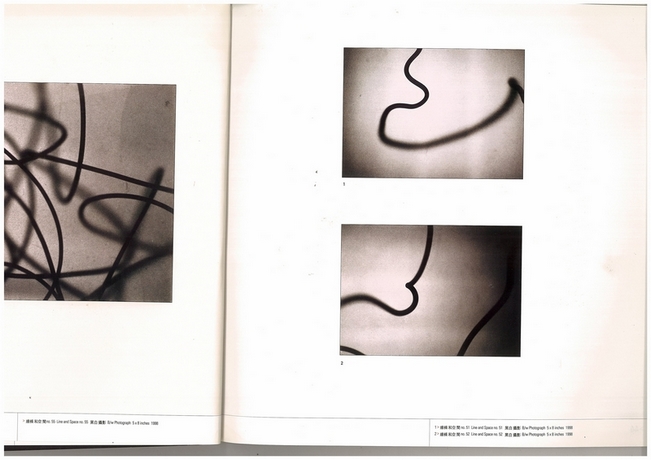 線條和空間 no. 55 Line and Space no. 55 黑白攝影 B/w Photograph 5 x 8 inches 1998
1
2
1 線條和空間 no. 51 Line and Space no. 51 黑白攝影 B/w Photograph 5 x 8 inches 1998
2 線條和空間 no. 52 Line and Space no. 52 黑白攝影 B/w Photograph 5 x 8 inches 1998